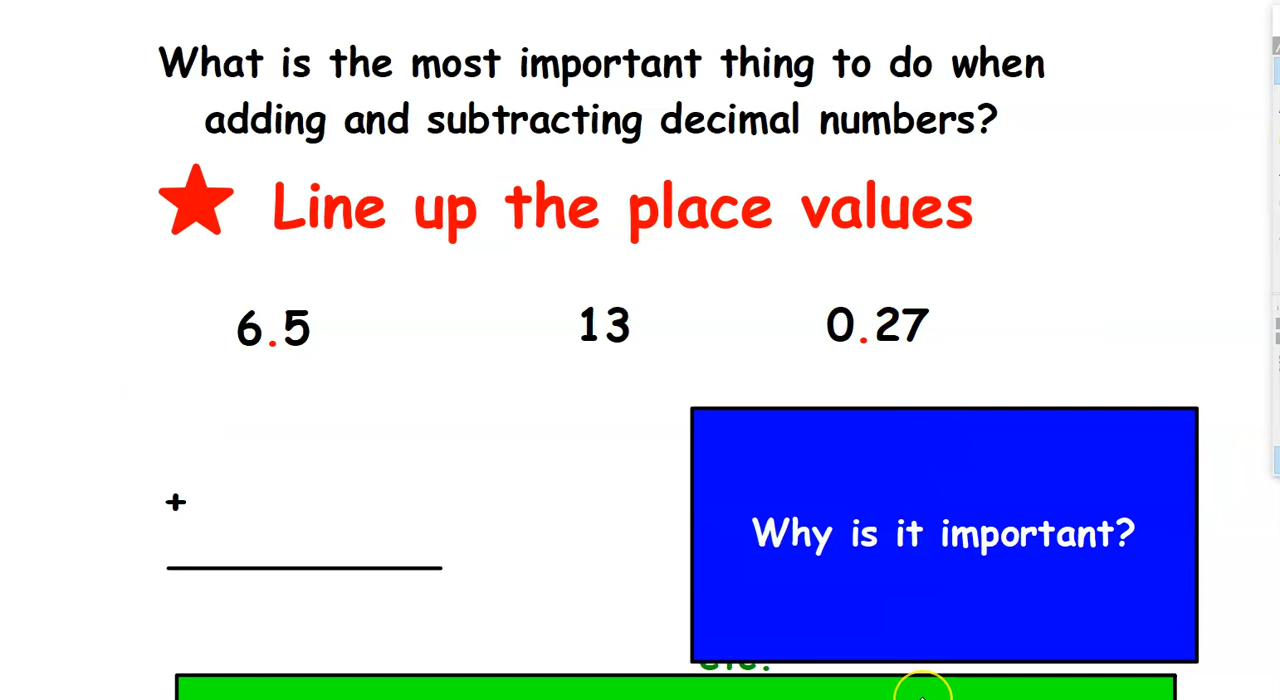 What is the most important thing to do when
adding and subtracting decimal numbers?
Line up the place values
6.5 13 0.27
+
Why is it important?
etc.